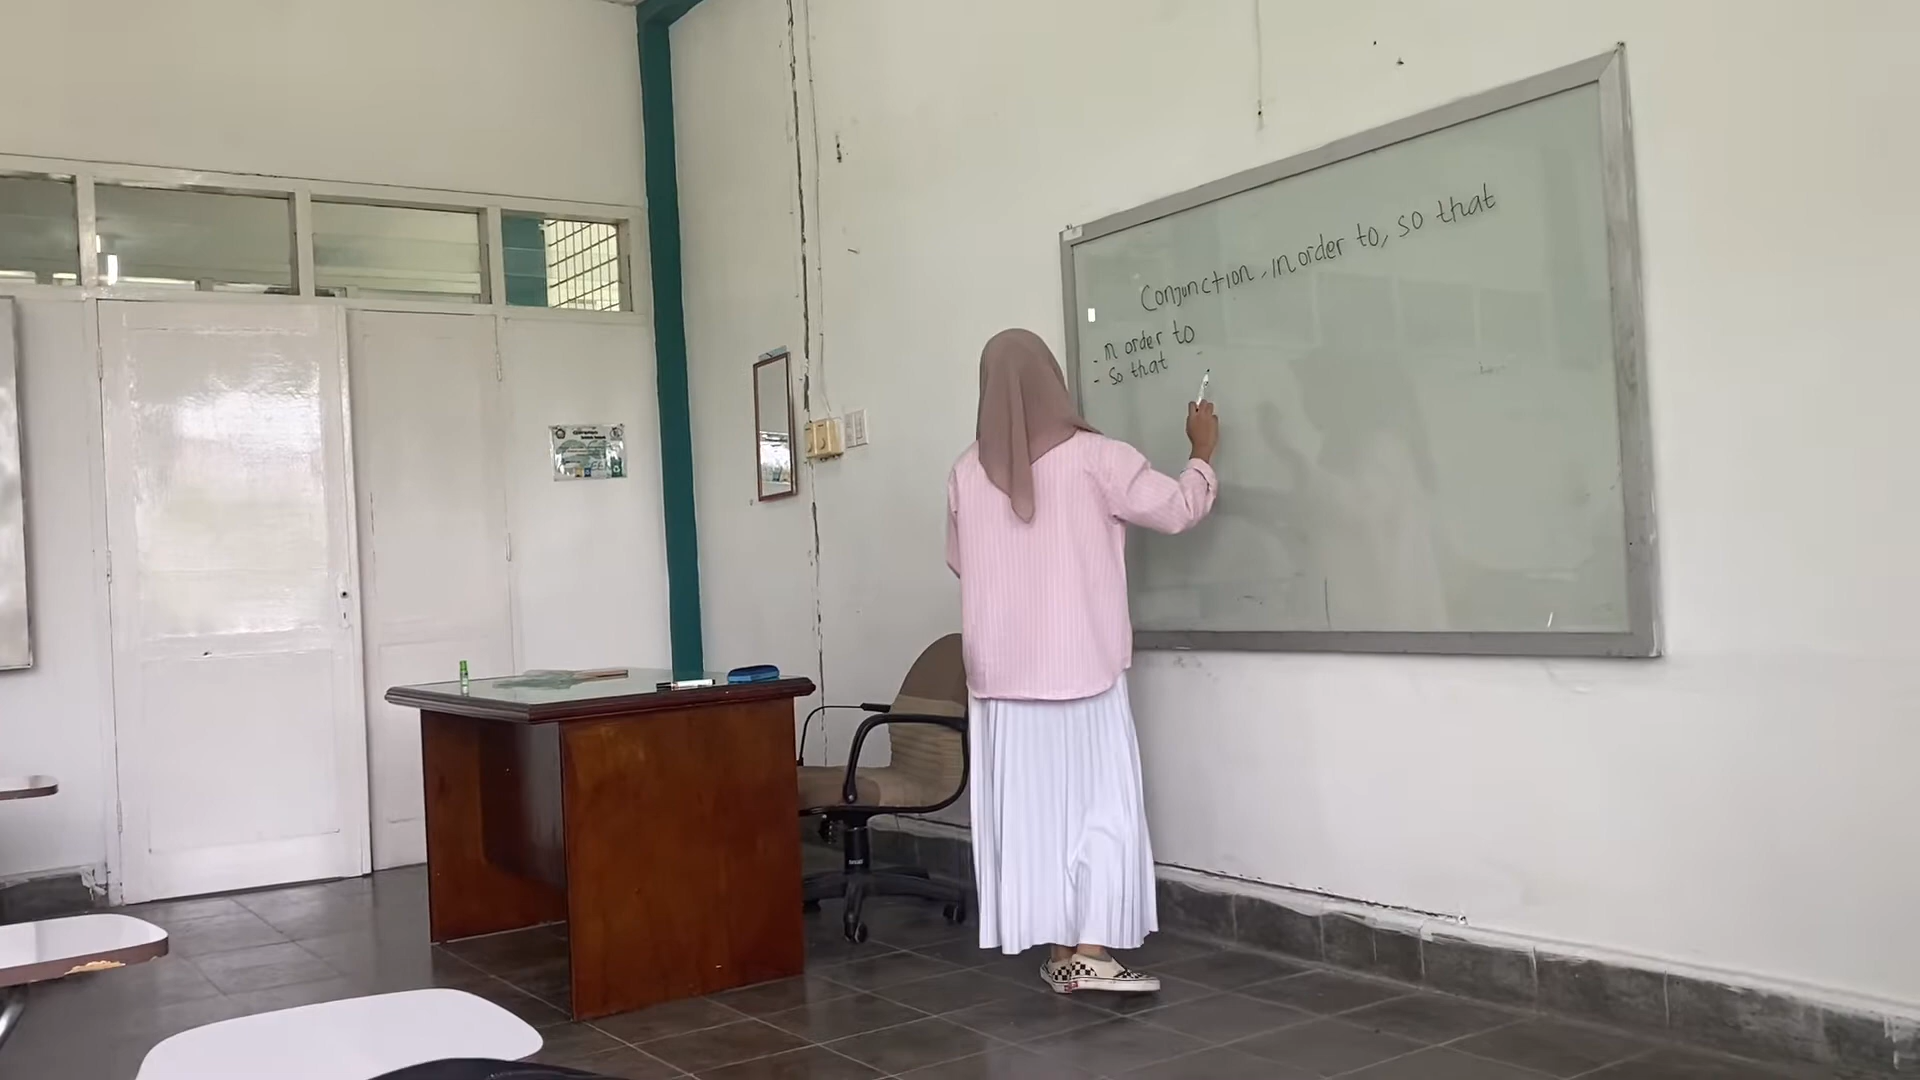 Conjunction, in order to, so that
- in order to
- so that